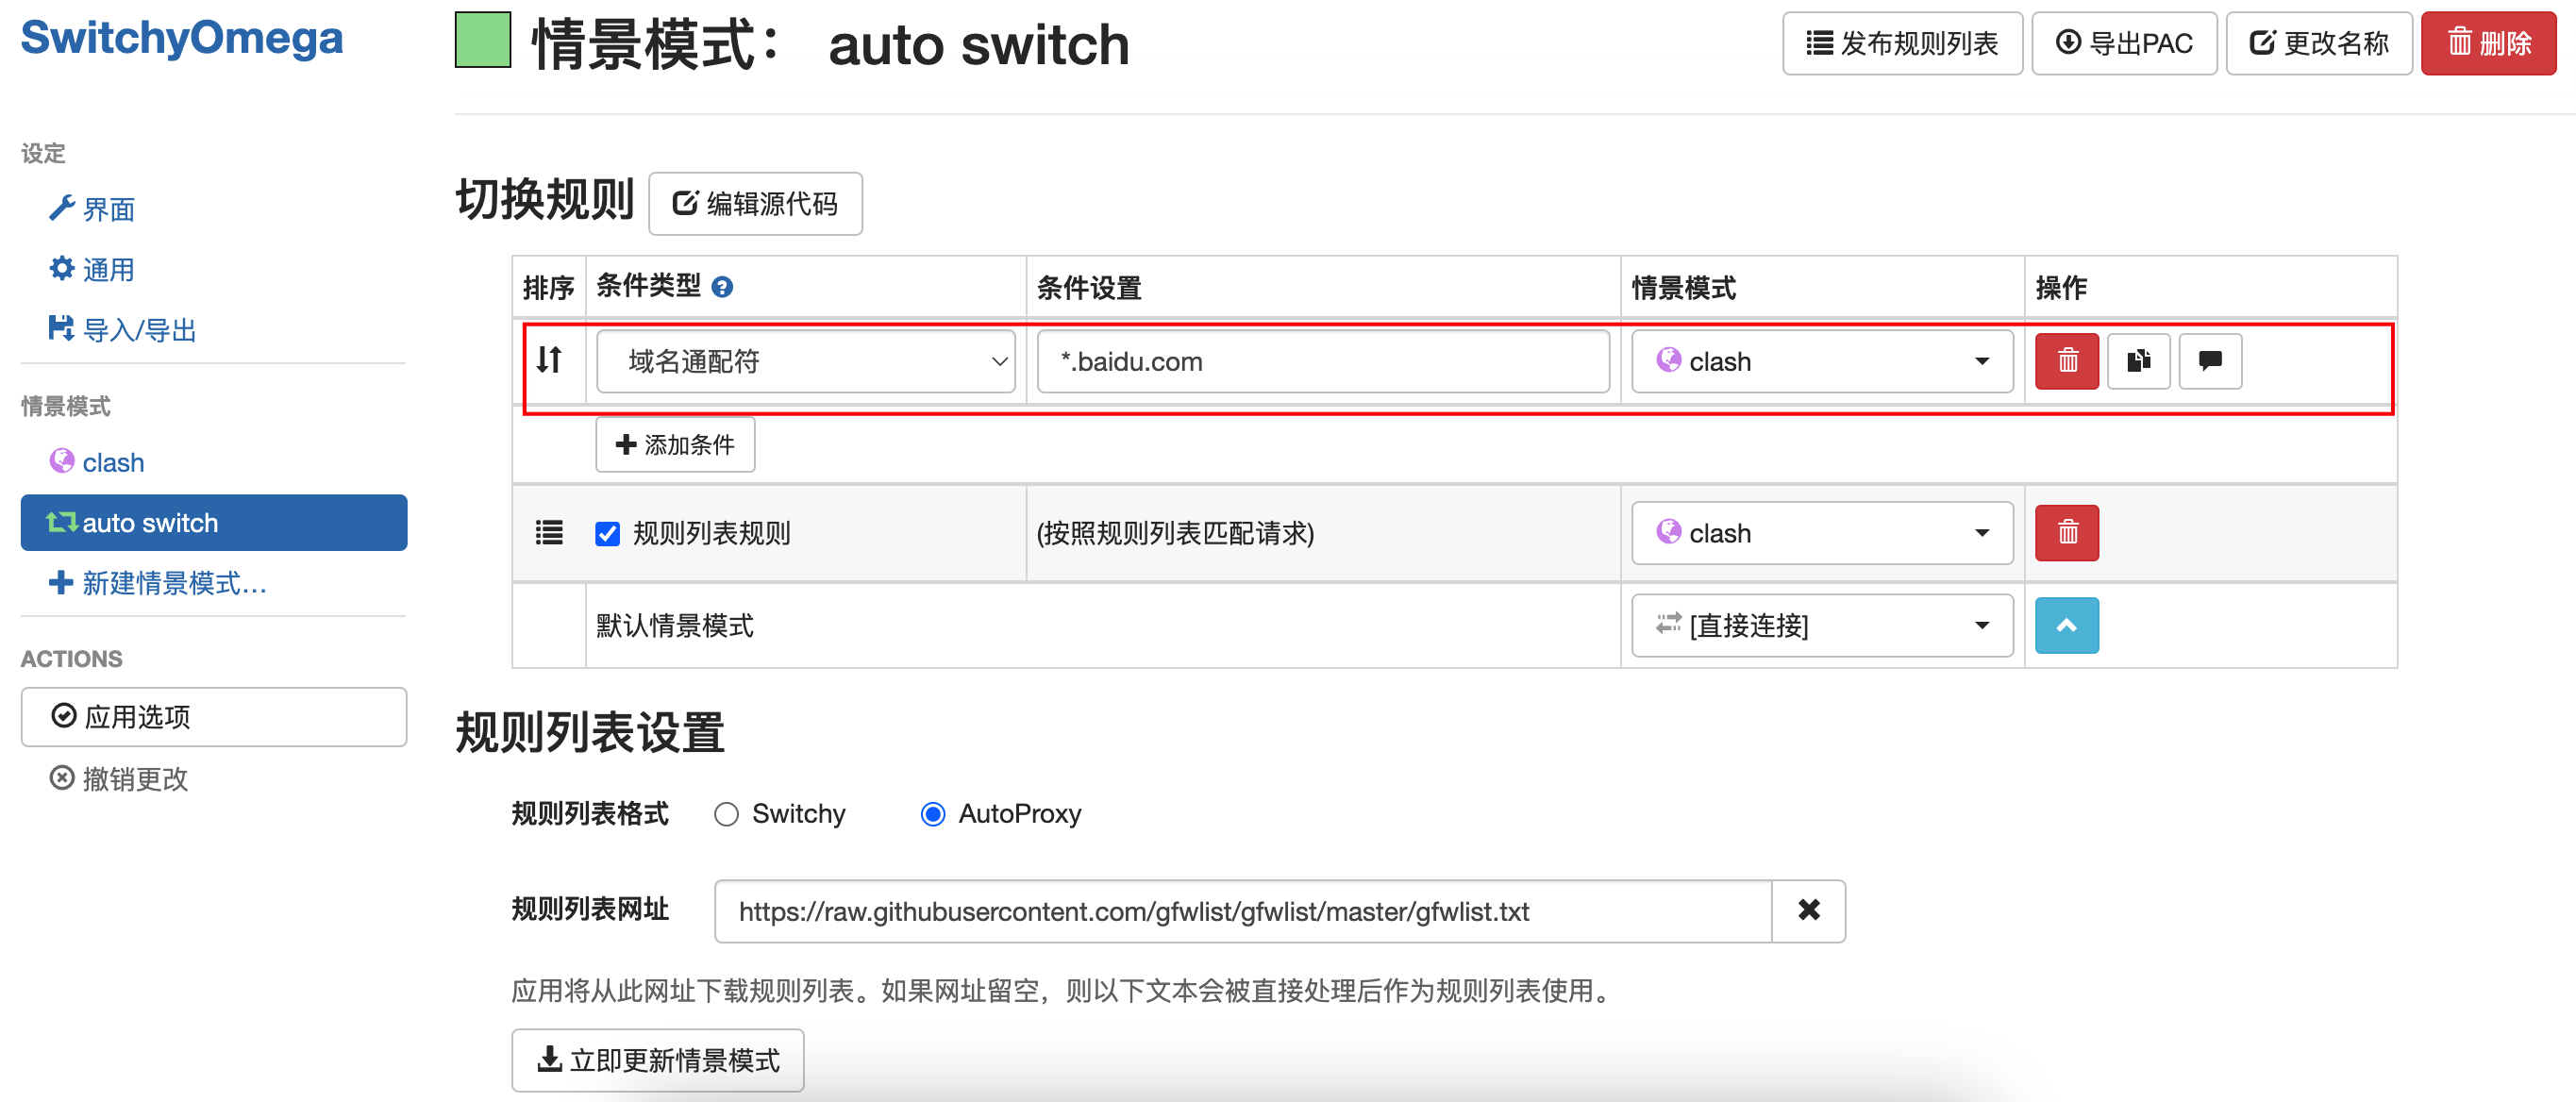 SwitchyOmega
情景模式： auto switch
发布规则列表
导出PAC
更改名称
删除
设定
界面
通用
导入/导出
情景模式
clash
auto switch
新建情景模式...
ACTIONS
应用选项
撤销更改
切换规则 编辑源代码
排序 条件类型 ? 条件设置 情景模式 操作
域名通配符 *.baidu.com clash
添加条件
规则列表规则 (按照规则列表匹配请求) clash
默认情景模式 [直接连接]
规则列表设置
规则列表格式 Switchy AutoProxy
规则列表网址 https://raw.githubusercontent.com/gfwlist/gfwlist/master/gfwlist.txt
应用将从此网址下载规则列表。如果网址留空，则以下文本会被直接处理后作为规则列表使用。
立即更新情景模式